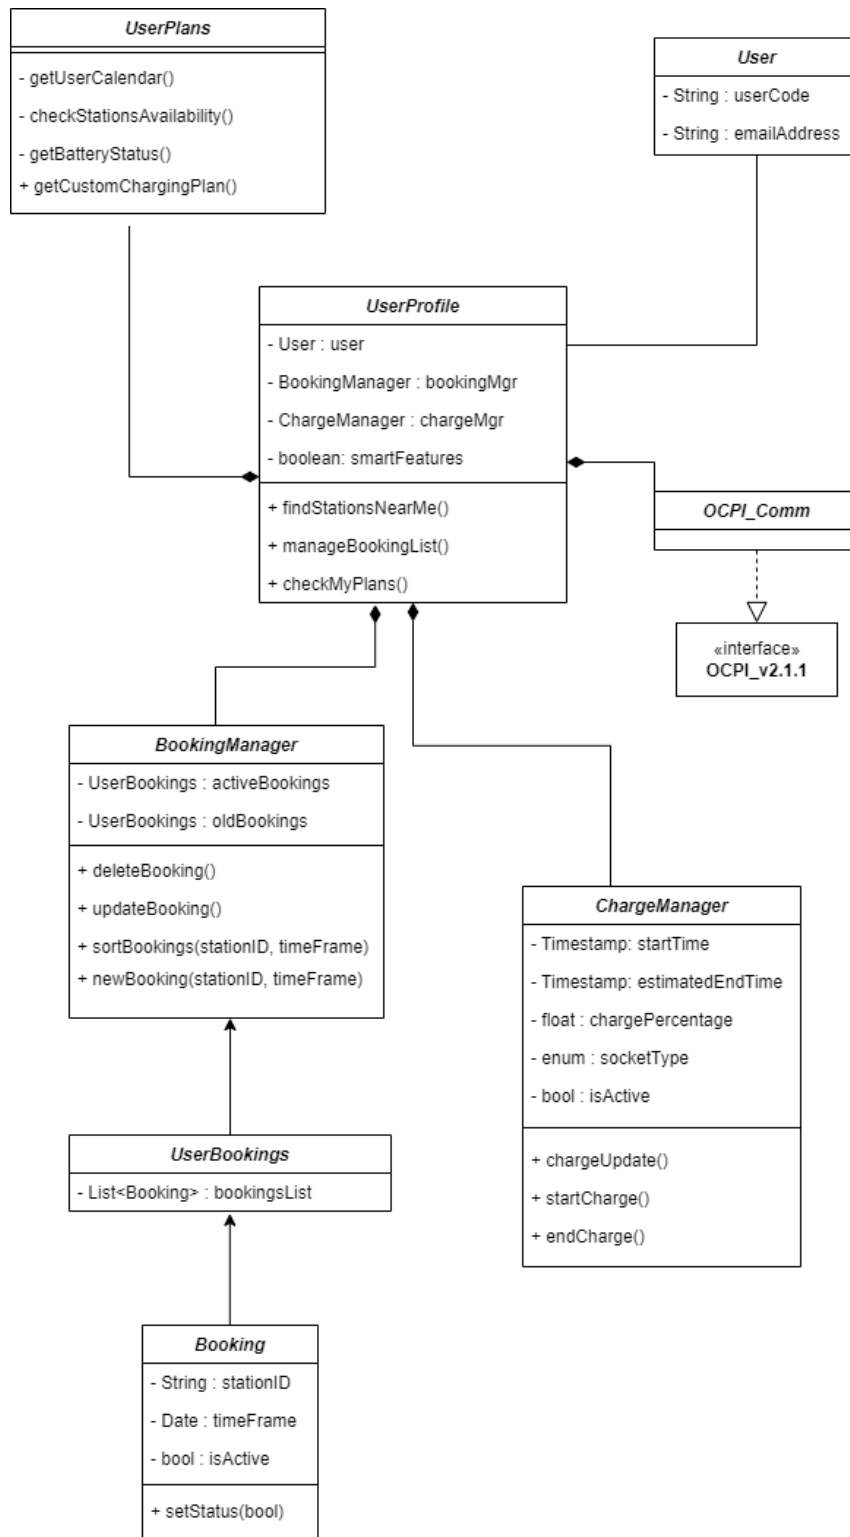 UserPlans
- getUserCalendar()
- checkStationsAvailability()
- getBatteryStatus()
+ getCustomChargingPlan()
User
- String : userCode
- String : emailAddress
UserProfile
- User : user
- BookingManager : bookingMgr
- ChargeManager : chargeMgr
- boolean: smartFeatures
+ findStationsNearMe()
+ manageBookingList()
+ checkMyPlans()
OCPI_Comm
«interface»
OCPI_v2.1.1
BookingManager
- UserBookings : activeBookings
- UserBookings : oldBookings
+ deleteBooking()
+ updateBooking()
+ sortBookings(stationID, timeFrame)
+ newBooking(stationID, timeFrame)
ChargeManager
- Timestamp: startTime
- Timestamp: estimatedEndTime
- float : chargePercentage
- enum : socketType
- bool : isActive
+ chargeUpdate()
+ startCharge()
+ endCharge()
UserBookings
- List<Booking> : bookingsList
Booking
- String : stationID
- Date : timeFrame
- bool : isActive
+ setStatus(bool)